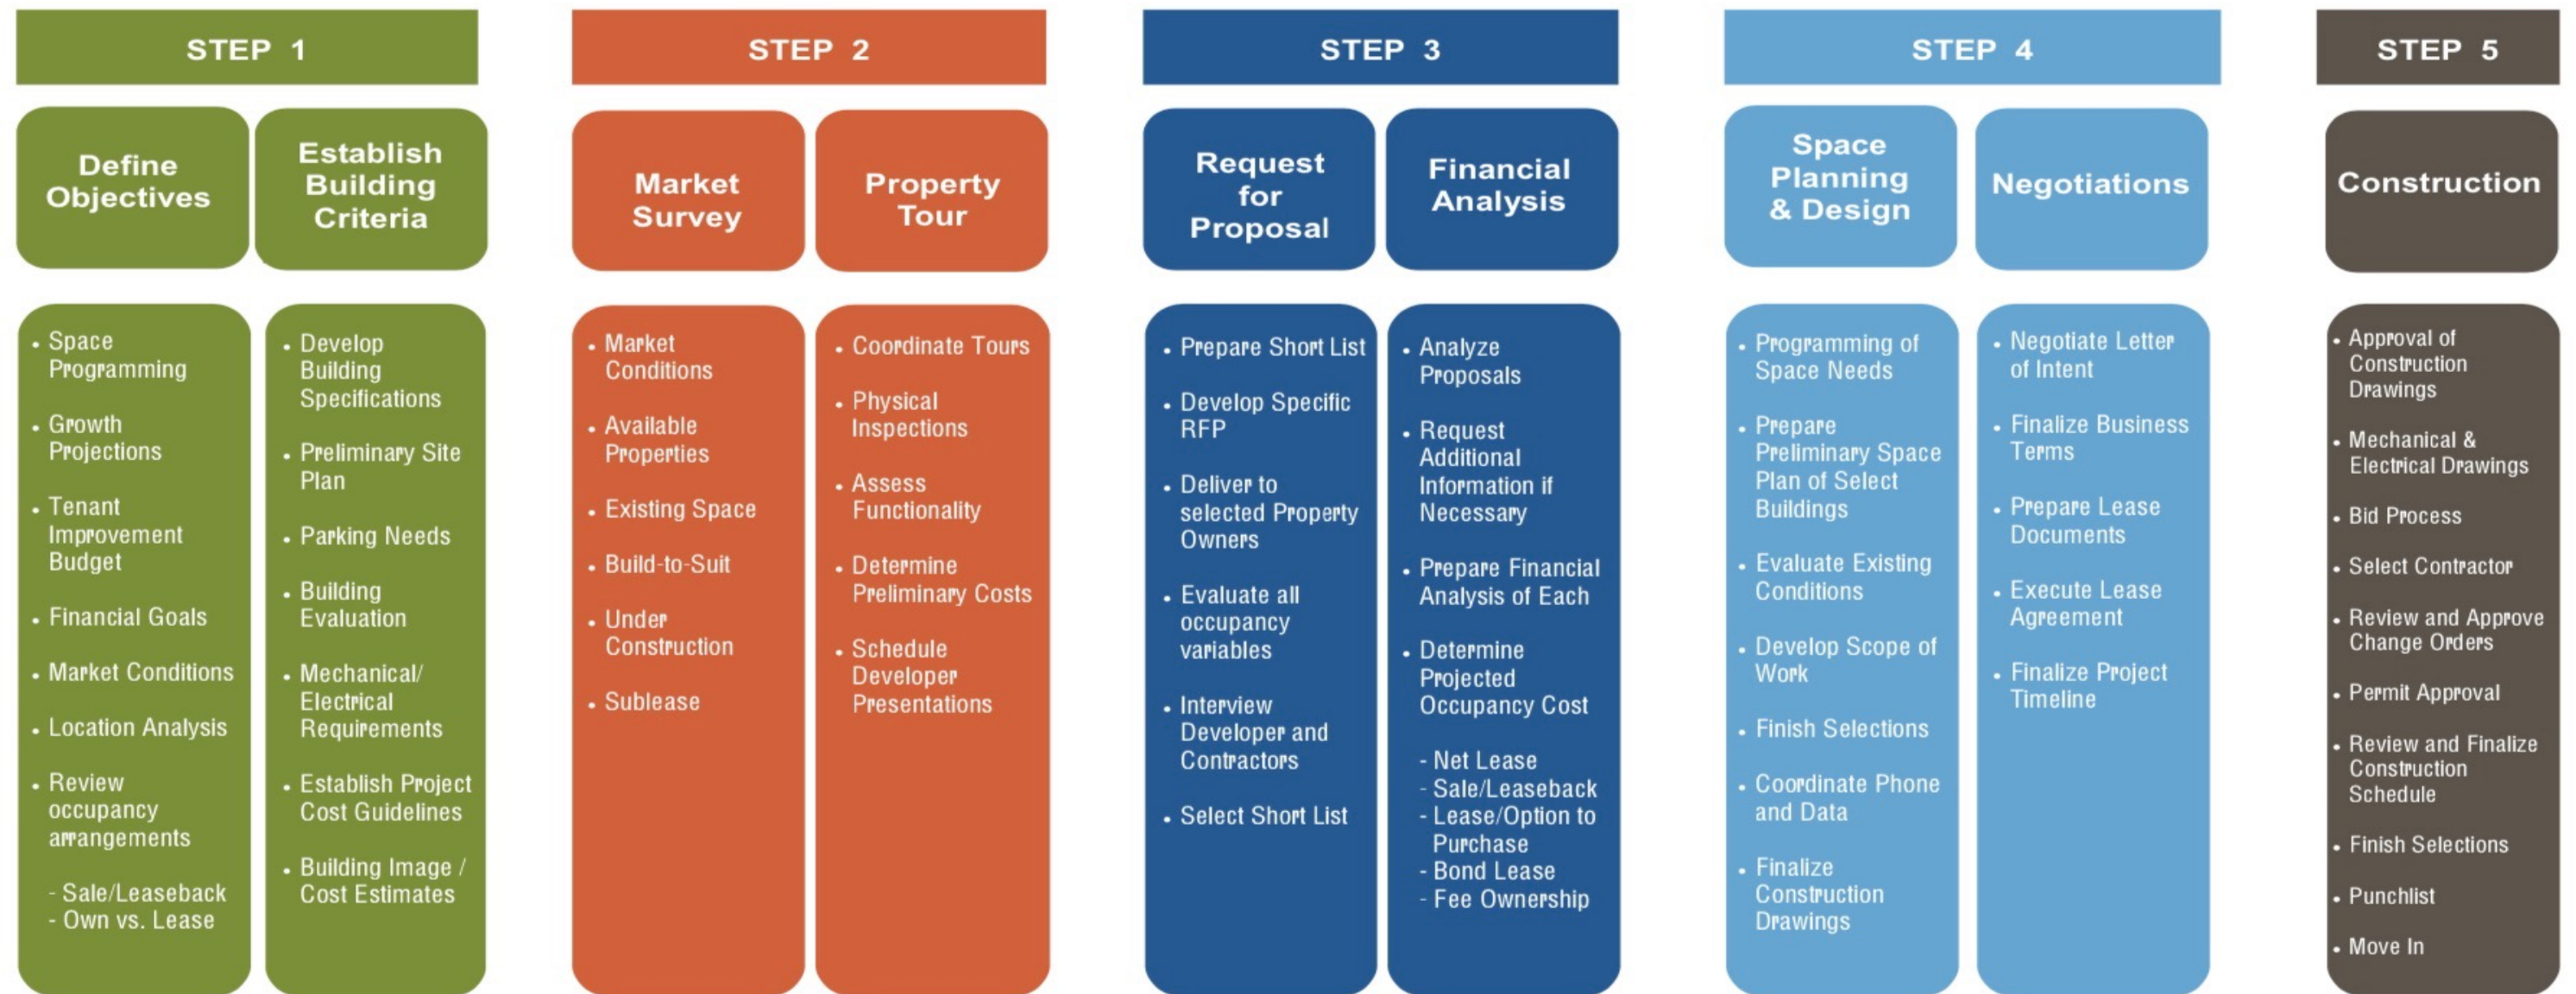 STEP 1
Define
Objectives
• Space
Programming
• Growth
Projections
• Tenant
Improvement
Budget
• Financial Goals
• Market Conditions
• Location Analysis
• Review
occupancy
arrangements
- Sale/Leaseback
- Own vs. Lease
Establish
Building
Criteria
• Develop
Building
Specifications
• Preliminary Site
Plan
• Parking Needs
• Building
Evaluation
• Mechanical/
Electrical
Requirements
• Establish Project
Cost Guidelines
• Building Image /
Cost Estimates
STEP 2
Market
Survey
• Market
Conditions
• Available
Properties
• Existing Space
• Build-to-Suit
• Under
Construction
• Sublease
Property
Tour
• Coordinate Tours
• Physical
Inspections
• Assess
Functionality
• Determine
Preliminary Costs
• Schedule
Developer
Presentations
STEP 3
Request
for
Proposal
• Prepare Short List
• Develop Specific
RFP
• Deliver to
selected Property
Owners
• Evaluate all
occupancy
variables
• Interview
Developer and
Contractors
• Select Short List
Financial
Analysis
• Analyze
Proposals
• Request
Additional
Information if
Necessary
• Prepare Financial
Analysis of Each
• Determine
Projected
Occupancy Cost
- Net Lease
- Sale/Leaseback
- Lease/Option to
Purchase
- Bond Lease
- Fee Ownership
STEP 4
Space
Planning
& Design
• Programming of
Space Needs
• Prepare
Preliminary Space
Plan of Select
Buildings
• Evaluate Existing
Conditions
• Develop Scope of
Work
• Finish Selections
• Coordinate Phone
and Data
• Finalize
Construction
Drawings
Negotiations
• Negotiate Letter
of Intent
• Finalize Business
Terms
• Prepare Lease
Documents
• Execute Lease
Agreement
• Finalize Project
Timeline
STEP 5
Construction
• Approval of
Construction
Drawings
• Mechanical &
Electrical Drawings
• Bid Process
• Select Contractor
• Review and Approve
Change Orders
• Permit Approval
• Review and Finalize
Construction
Schedule
• Finish Selections
• Punchlist
• Move In